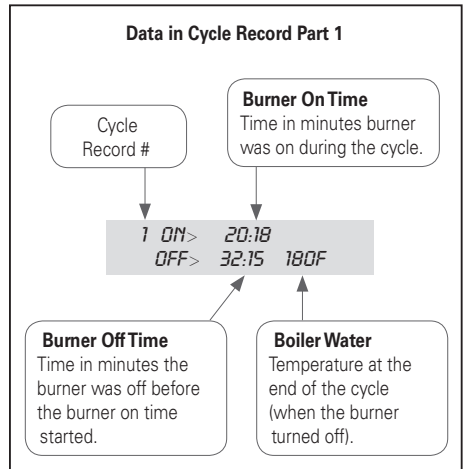 Data in Cycle Record Part 1
Cycle
Record #
Burner On Time
Time in minutes burner
was on during the cycle.
1 ON> 20:18
OFF> 32:15 180F
Burner Off Time
Time in minutes the
burner was off before
the burner on time
started.
Boiler Water
Temperature at the
end of the cycle
(when the burner
turned off).